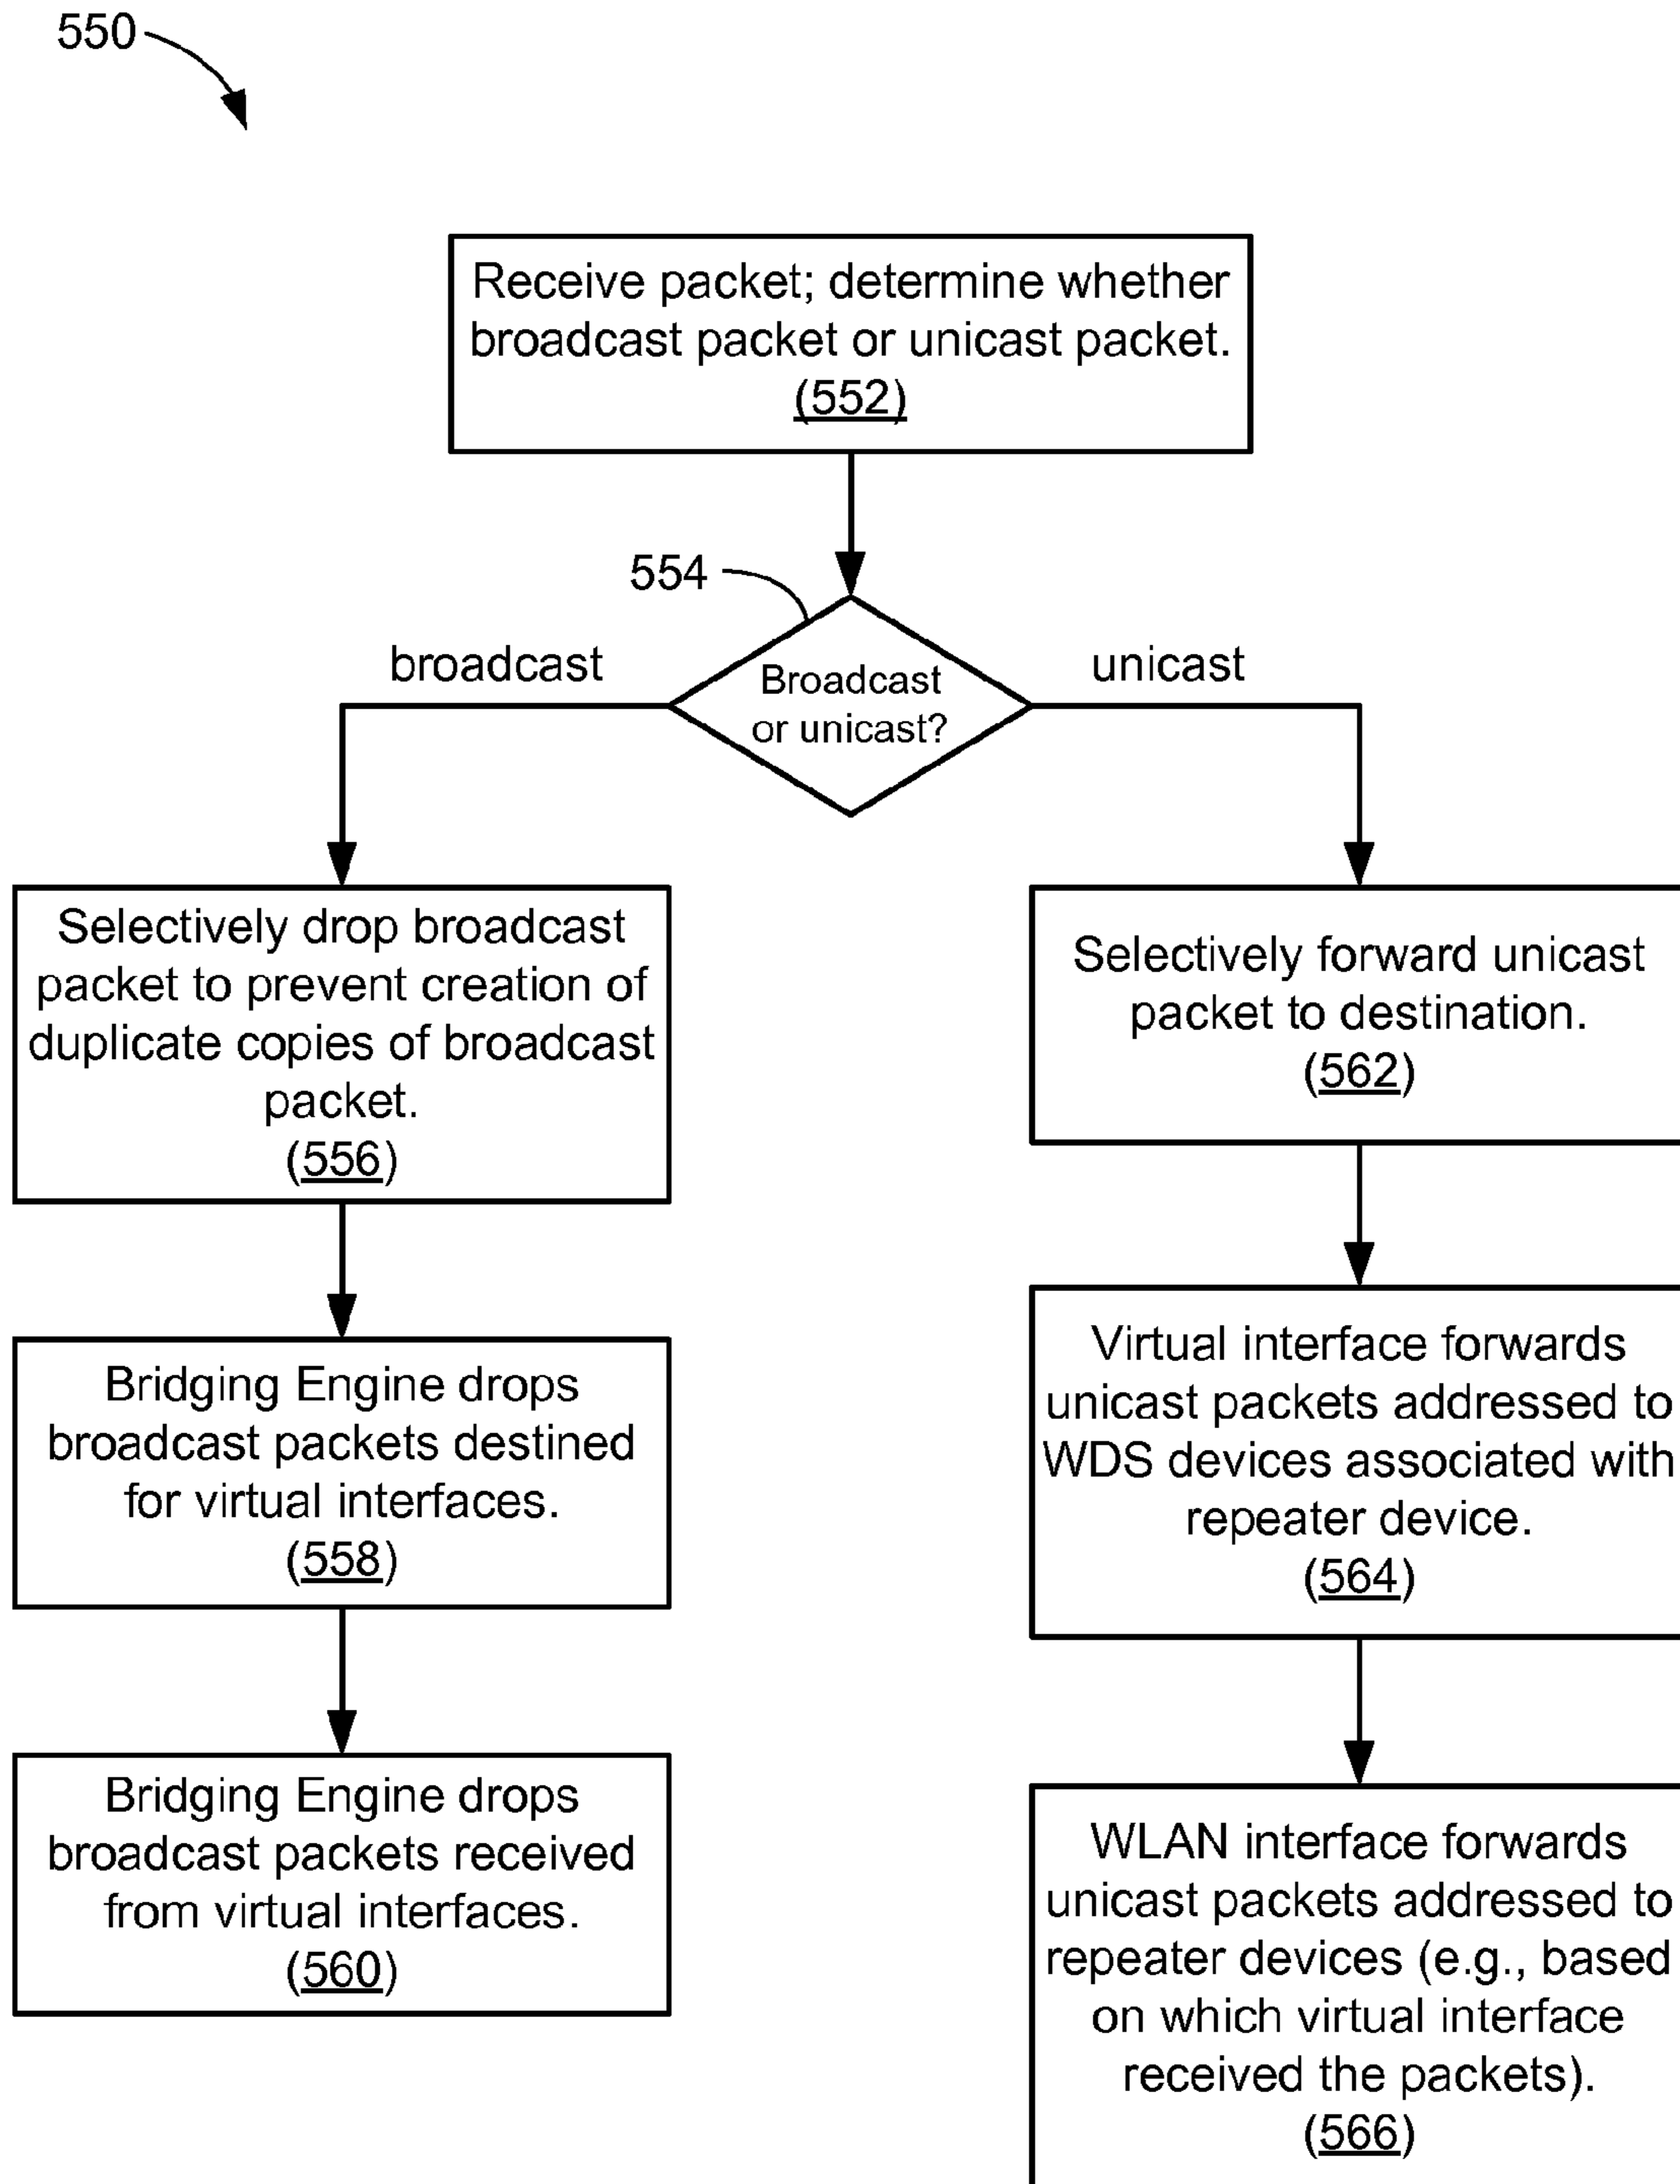 550
Receive packet; determine whether
broadcast packet or unicast packet.
(552)
554
broadcast
Broadcast
or unicast?
unicast
Selectively drop broadcast
packet to prevent creation of
duplicate copies of broadcast
packet.
(556)
Bridging Engine drops
broadcast packets destined
for virtual interfaces.
(558)
Bridging Engine drops
broadcast packets received
from virtual interfaces.
(560)
Selectively forward unicast
packet to destination.
(562)
Virtual interface forwards
unicast packets addressed to
WDS devices associated with
repeater device.
(564)
WLAN interface forwards
unicast packets addressed to
repeater devices (e.g., based
on which virtual interface
received the packets).
(566)